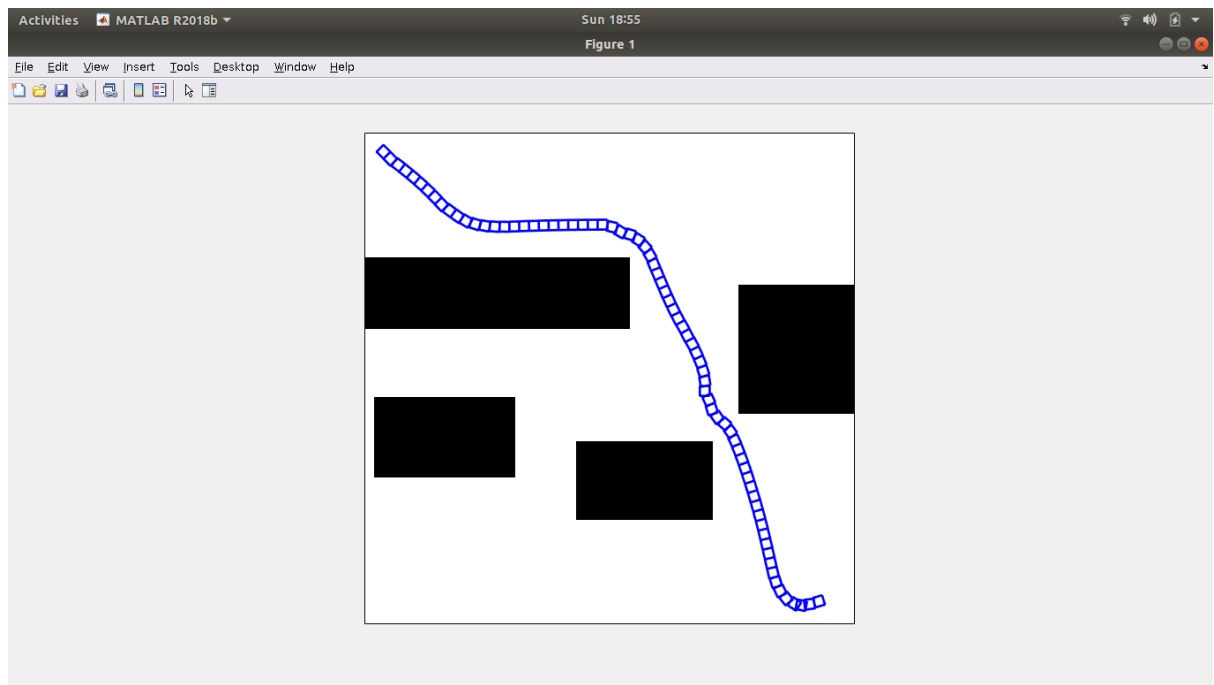 Activities MATLAB R2018b Sun 18:55
Figure 1
File Edit View Insert Tools Desktop Window Help